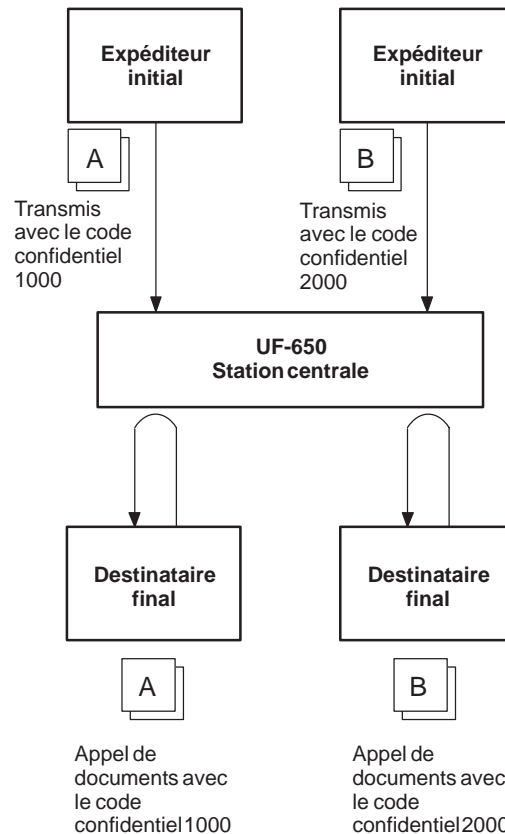 Expéditeur
initial
Expéditeur
initial
A
B
Transmis
avec le code
confidentiel
1000
Transmis
avec le code
confidentiel
2000
UF-650
Station centrale
Destinataire
final
Destinataire
final
A
B
Appel de
documents avec
le code
confidentiel 1000
Appel de
documents avec
le code
confidentiel 2000